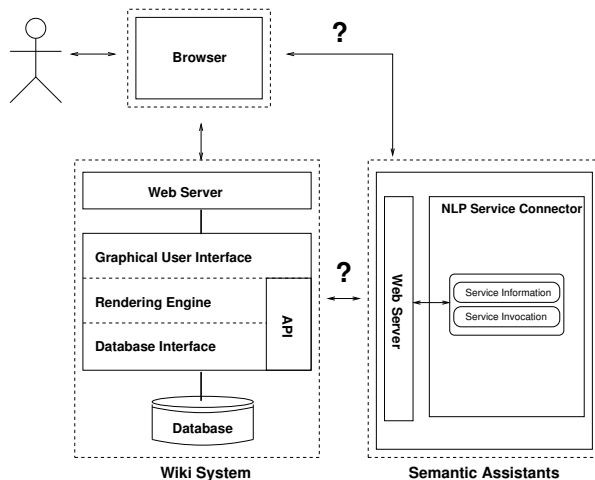 ?
Browser
Web Server
Graphical User Interface
Rendering Engine
Database Interface
API
Database
Wiki System
?
NLP Service Connector
Web Server
Service Information
Service Invocation
Semantic Assistants